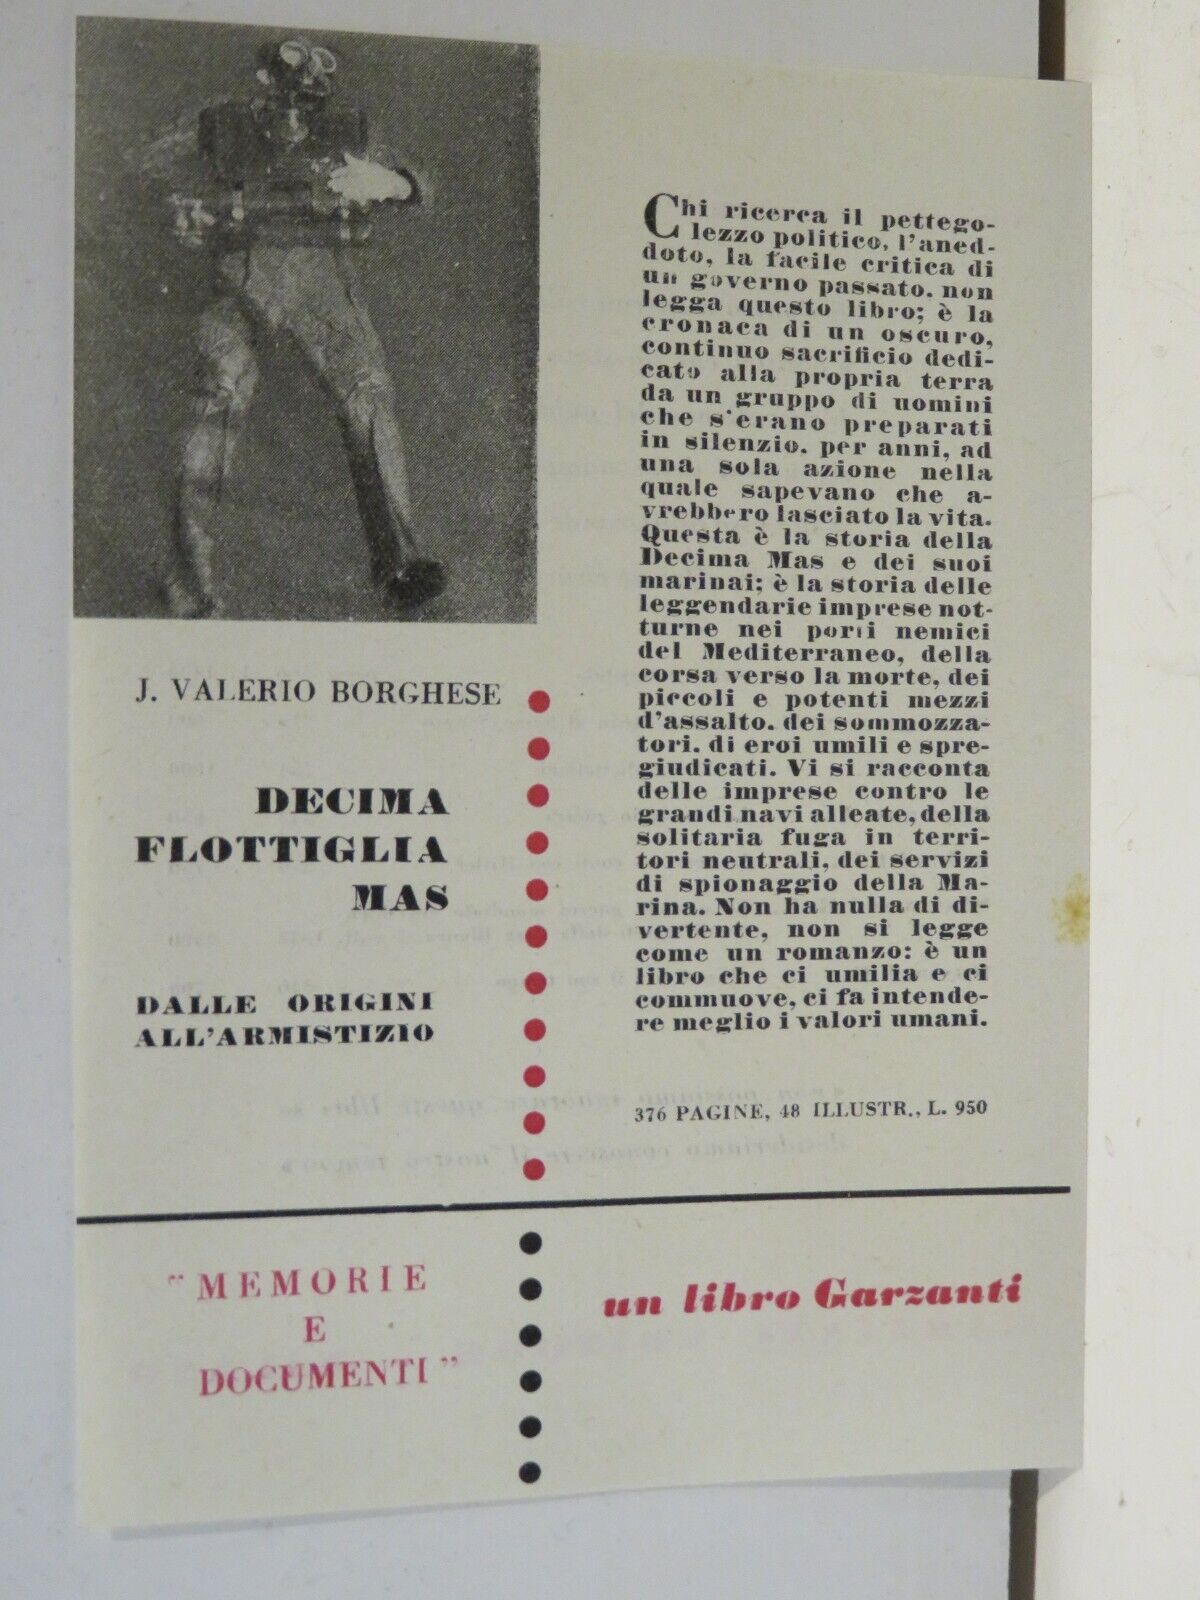 J. VALERIO BORGHESE
DECIMA
FLOTTIGLIA
MAS
DALLE ORIGINI
ALL'ARMISTIZIO
Chi ricerca il pettego-
lezzo politico, l'aned-
doto, la facile critica di
un governo passato. non
legga questo libro; è la
cronaca di un oscuro,
continuo sacrificio dedi-
cato alla propria terra
da un gruppo di uomini
che s'erano preparati
in silenzio. per anni, ad
una sola azione nella
quale sapevano che a-
vrebbero lasciato la vita.
Questa è la storia della
Decima Mas e dei suoi
marinai; è la storia delle
leggendarie imprese not-
turne nei porti nemici
del Mediterraneo, della
corsa verso la morte, dei
piccoli e potenti mezzi
d'assalto. dei sommozza-
tori. di eroi umili e spre-
giudicati. Vi si racconta
delle imprese contro le
grandi navi alleate, della
solitaria fuga in terri-
tori neutrali, dei servizi
di spionaggio della Ma-
rina. Non ha nulla di di-
vertente, non si legge
come un romanzo: è un
libro che ci umilia e ci
commuove, ci fa intende-
re meglio i valori umani.
376 PAGINE, 48 ILLUSTR., L. 950
"MEMORIE
E
DOCUMENTI"
un libro Garzanti